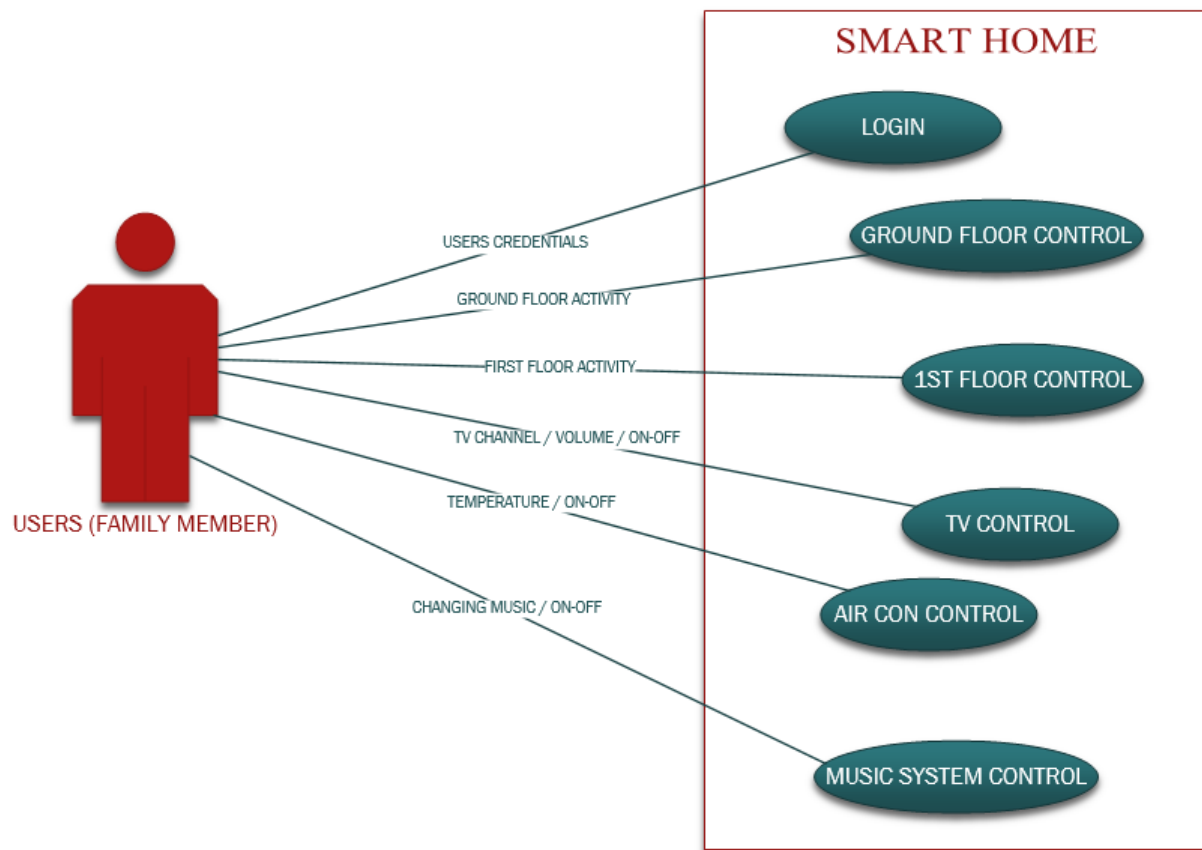 SMART HOME
LOGIN
USERS CREDENTIALS
GROUND FLOOR CONTROL
GROUND FLOOR ACTIVITY
FIRST FLOOR ACTIVITY
1ST FLOOR CONTROL
TV CHANNEL / VOLUME / ON-OFF
TEMPERATURE / ON-OFF
USERS (FAMILY MEMBER)
TV CONTROL
CHANGING MUSIC / ON-OFF
AIR CON CONTROL
MUSIC SYSTEM CONTROL